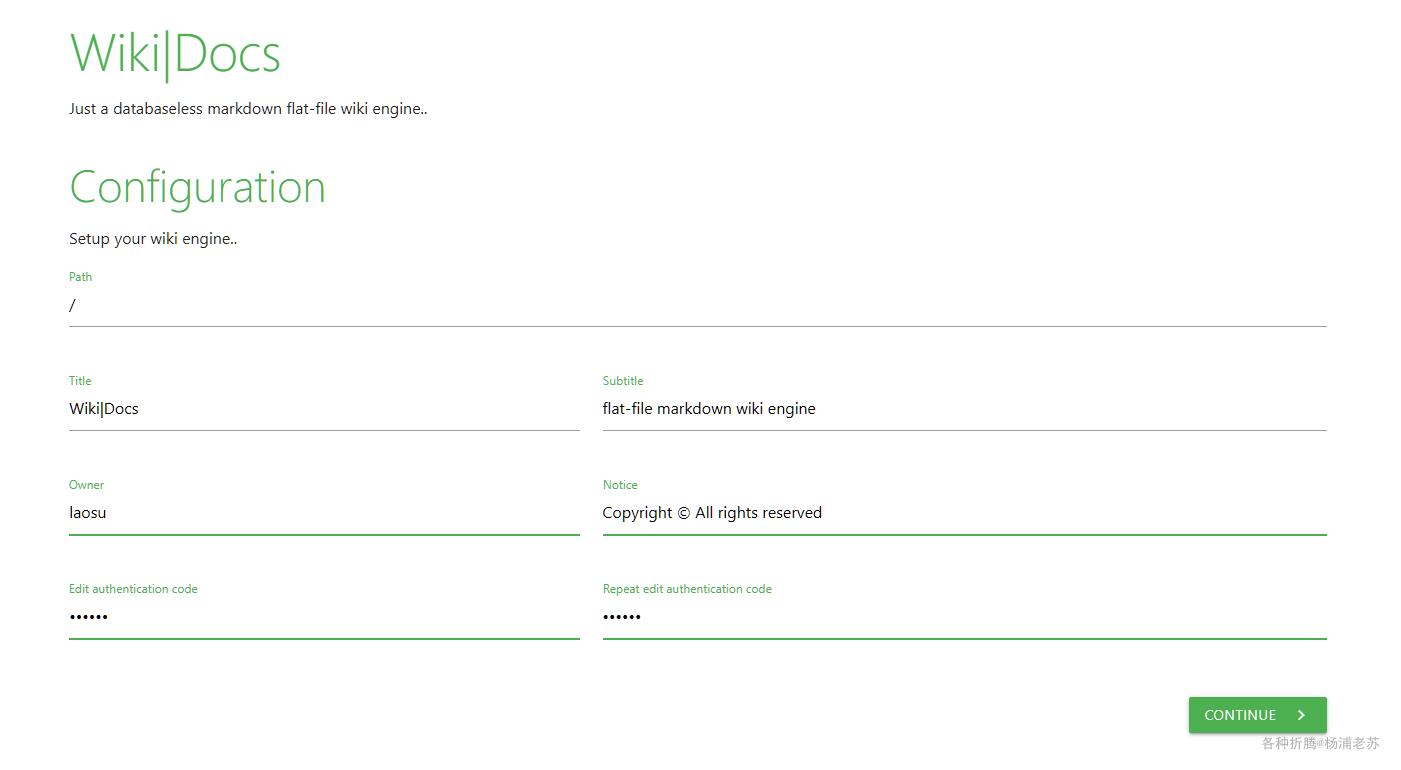 Wiki|Docs
Just a databaseless markdown flat-file wiki engine..
Configuration
Setup your wiki engine..
Path
/
Title
Subtitle
Wiki|Docs
flat-file markdown wiki engine
Owner
Notice
laosu
Copyright © All rights reserved
Edit authentication code
Repeat edit authentication code
••••••
••••••
CONTINUE
各种折腾@杨浦老苏